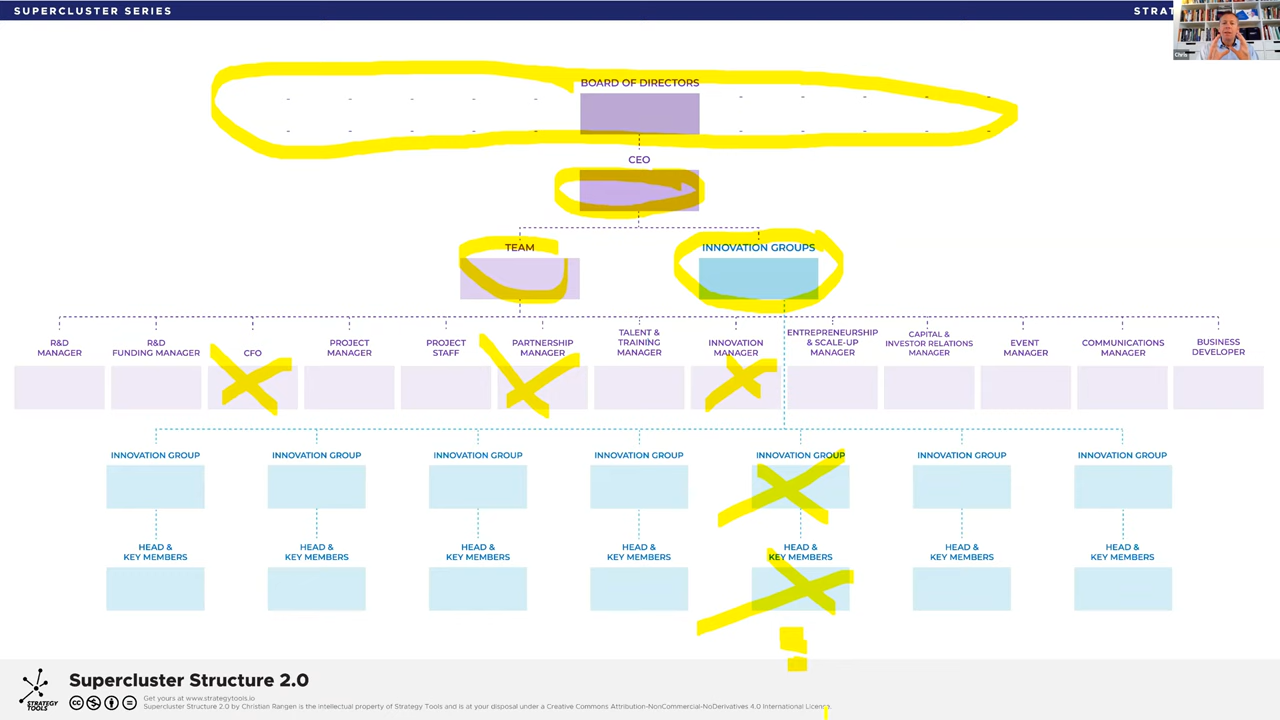 SUPERCLUSTER SERIES
STRAT
Chris
BOARD OF DIRECTORS
CEO
TEAM
INNOVATION GROUPS
R&D
MANAGER
R&D
FUNDING MANAGER
CFO
PROJECT
MANAGER
PROJECT
STAFF
PARTNERSHIP
MANAGER
TALENT &
TRAINING
MANAGER
INNOVATION
MANAGER
ENTREPRENEURSHIP
& SCALE-UP
MANAGER
CAPITAL &
INVESTOR RELATIONS
MANAGER
EVENT
MANAGER
COMMUNICATIONS
MANAGER
BUSINESS
DEVELOPER
INNOVATION GROUP
INNOVATION GROUP
INNOVATION GROUP
INNOVATION GROUP
INNOVATION GROUP
INNOVATION GROUP
INNOVATION GROUP
HEAD &
KEY MEMBERS
HEAD &
KEY MEMBERS
HEAD &
KEY MEMBERS
HEAD &
KEY MEMBERS
HEAD &
KEY MEMBERS
HEAD &
KEY MEMBERS
HEAD &
KEY MEMBERS
STRATEGY
TOOLS
Supercluster Structure 2.0
cc
Get yours at www.strategytools.io
Supercluster Structure 2.0 by Christian Rangen is the intellectual property of Strategy Tools and is at your disposal under a Creative Commons Attribution-NonCommercial-NoDerivatives 4.0 International License.